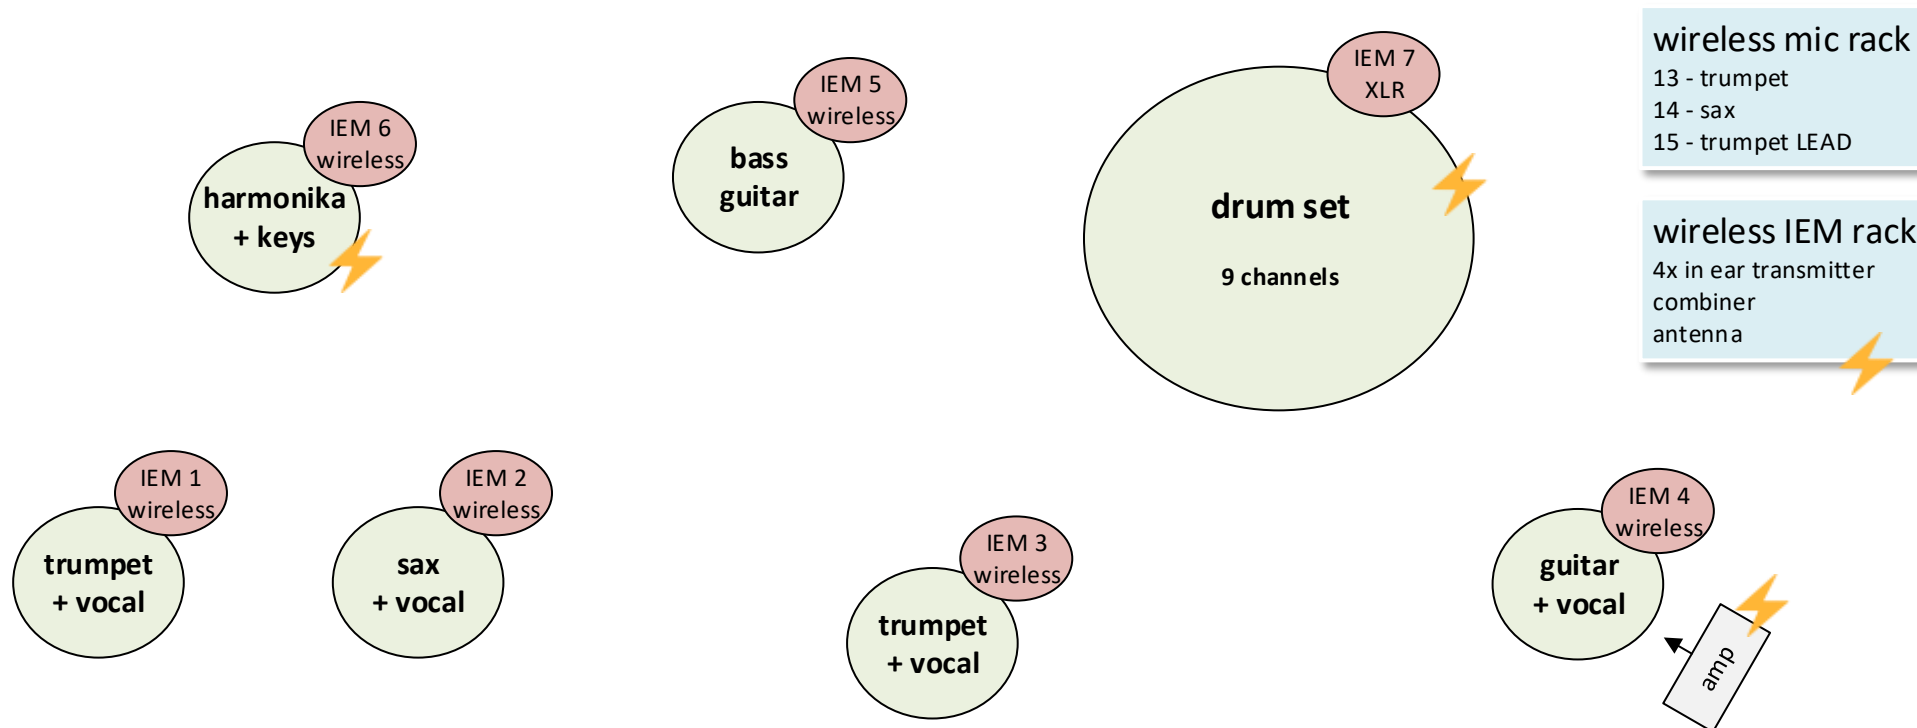 IEM 7
XLR
wireless mic rack
13 - trumpet
14 - sax
15 - trumpet LEAD
IEM 5
wireless
IEM 6
wireless
bass
guitar
harmonika
+ keys
drum set
9 channels
wireless IEM rack
4x in ear transmitter
combiner
antenna
IEM 1
wireless
IEM 2
wireless
IEM 4
wireless
IEM 3
wireless
trumpet
+ vocal
sax
+ vocal
trumpet
+ vocal
guitar
+ vocal
amp